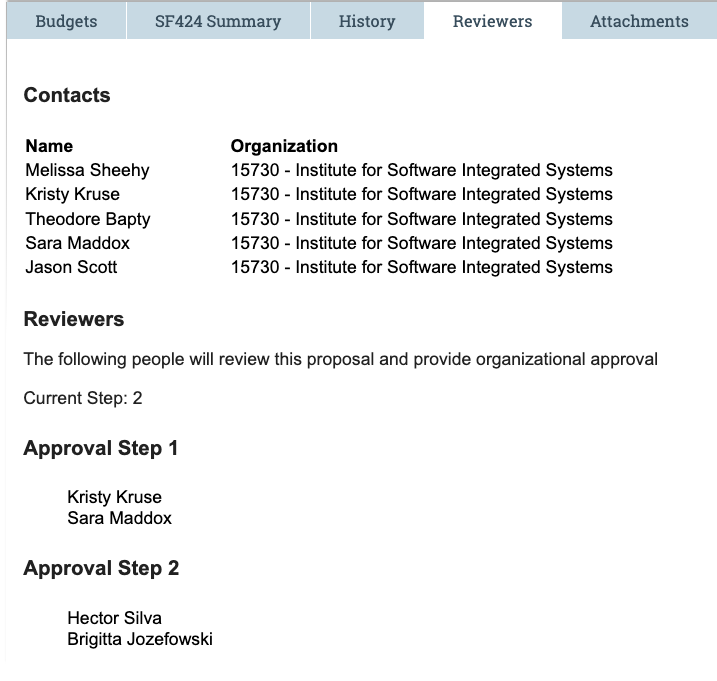 Budgets SF424 Summary History Reviewers Attachments
Contacts
Name Organization
Melissa Sheehy 15730 - Institute for Software Integrated Systems
Kristy Kruse 15730 - Institute for Software Integrated Systems
Theodore Bapty 15730 - Institute for Software Integrated Systems
Sara Maddox 15730 - Institute for Software Integrated Systems
Jason Scott 15730 - Institute for Software Integrated Systems
Reviewers
The following people will review this proposal and provide organizational approval
Current Step: 2
Approval Step 1
Kristy Kruse
Sara Maddox
Approval Step 2
Hector Silva
Brigitta Jozefowski